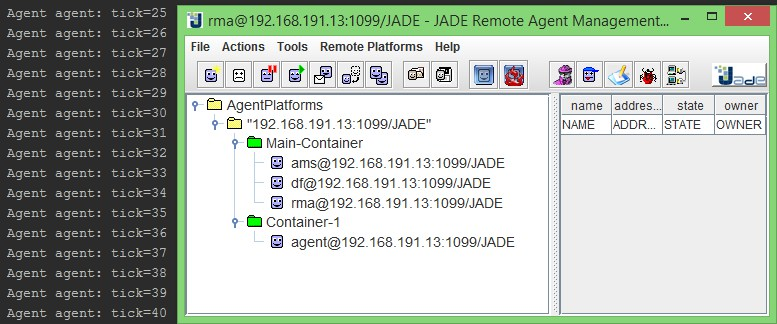 Agent agent: tick=25
Agent agent: tick=26
Agent agent: tick=27
Agent agent: tick=28
Agent agent: tick=29
Agent agent: tick=30
Agent agent: tick=31
Agent agent: tick=32
Agent agent: tick=33
Agent agent: tick=34
Agent agent: tick=35
Agent agent: tick=36
Agent agent: tick=37
Agent agent: tick=38
Agent agent: tick=39
Agent agent: tick=40
rma@192.168.191.13:1099/JADE - JADE Remote Agent Management...
File Actions Tools Remote Platforms Help
Jade
AgentPlatforms
"192.168.191.13:1099/JADE"
Main-Container
ams@192.168.191.13:1099/JADE
df@192.168.191.13:1099/JADE
rma@192.168.191.13:1099/JADE
Container-1
agent@192.168.191.13:1099/JADE
name addres... state owner
NAME ADDR... STATE OWNER